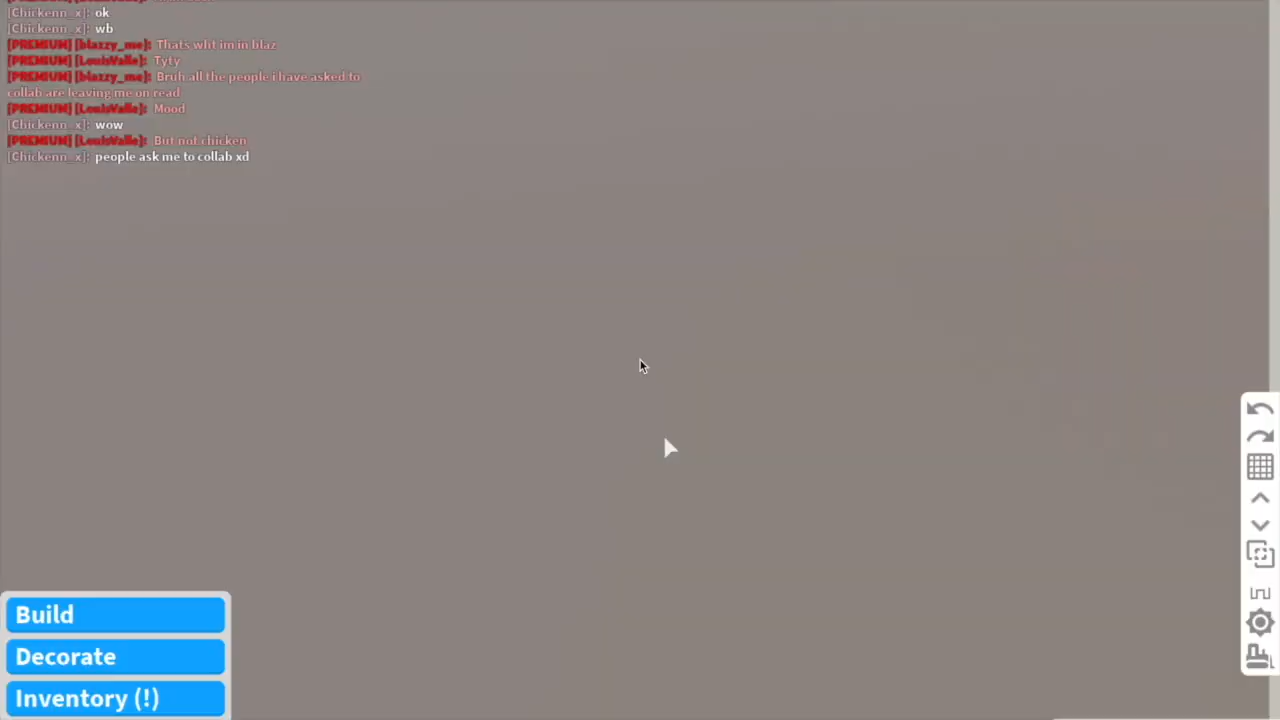 [Chickenn_x]: ok
[Chickenn_x]: wb
[PREMIUM] [blazzy_me]: Thats wht im in blaz
[PREMIUM] [LouisValle]: Tyty
[PREMIUM] [blazzy_me]: Bruh all the people i have asked to
collab are leaving me on read
[PREMIUM] [LouisValle]: Mood
[Chickenn_x]: wow
[PREMIUM] [LouisValle]: But not chicken
[Chickenn_x]: people ask me to collab xd
Build
Decorate
Inventory (!)